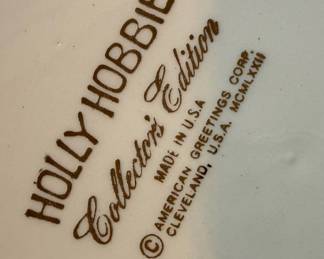 HOLLY HOBBIE
Collector's Edition
MADE IN U.S.A
© AMERICAN GREETINGS CORP.
CLEVELAND, U.S.A. MCMLXXII